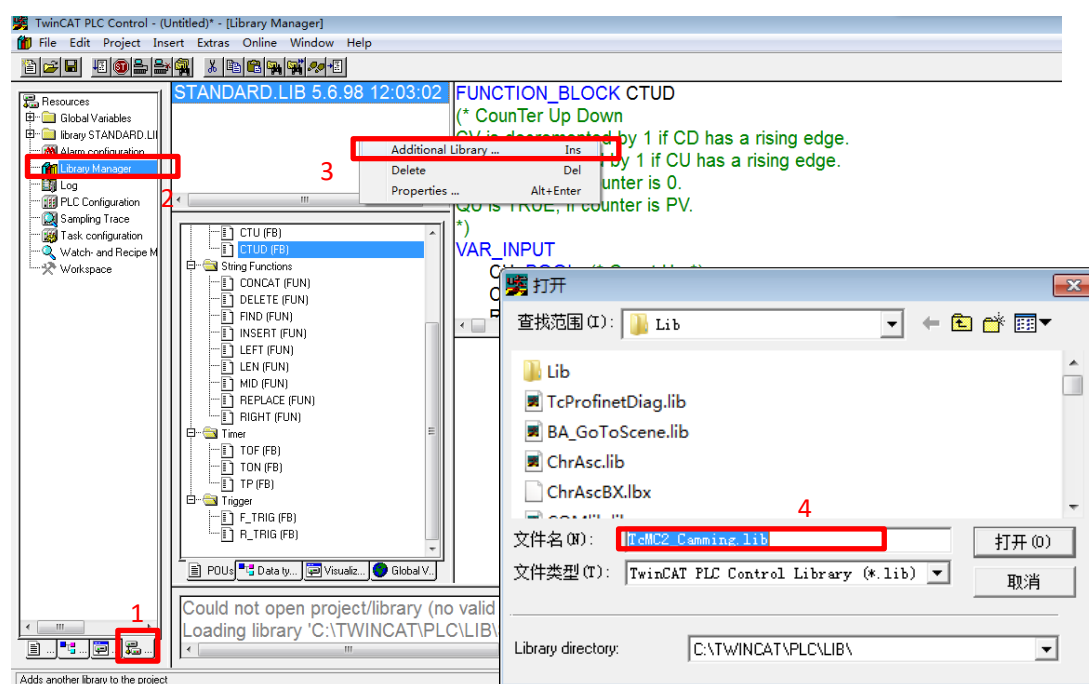 TwinCAT PLC Control - (Untitled)* - [Library Manager]
File Edit Project Insert Extras Online Window Help
Resources
Global Variables
library STANDARD.LI
Alarm configuration
Library Manager
Log
PLC Configuration
Sampling Trace
Task configuration
Watch- and Recipe M
Workspace
2
1
STANDARD.LIB 5.6.98 12:03:02
3
Additional Library ... Ins
Delete Del
Properties ... Alt+Enter
FUNCTION_BLOCK CTUD
(* CounTer Up Down
CV is decremented by 1 if CD has a rising edge.
by 1 if CU has a rising edge.
unter is 0.
QU is TRUE, if counter is PV.
*)
VAR_INPUT
CTU (FB)
CTUD (FB)
String Functions
CONCAT (FUN)
DELETE (FUN)
FIND (FUN)
INSERT (FUN)
LEFT (FUN)
LEN (FUN)
MID (FUN)
REPLACE (FUN)
RIGHT (FUN)
Timer
TOF (FB)
TON (FB)
TP (FB)
Trigger
F_TRIG (FB)
R_TRIG (FB)
POUs Data ty... Visualiz... Global V..
Could not open project/library (no valid
Loading library 'C:\TWINCAT\PLC\LIB\
Adds another library to the project
打开
查找范围(I): Lib
Lib
TcProfinetDiag.lib
BA_GoToScene.lib
ChrAsc.lib
ChrAscBX.lbx
4
文件名(N): TcMC2_Camming.lib 打开(O)
文件类型(T): TwinCAT PLC Control Library (*.lib) 取消
Library directory: C:\TWINCAT\PLC\LIB\